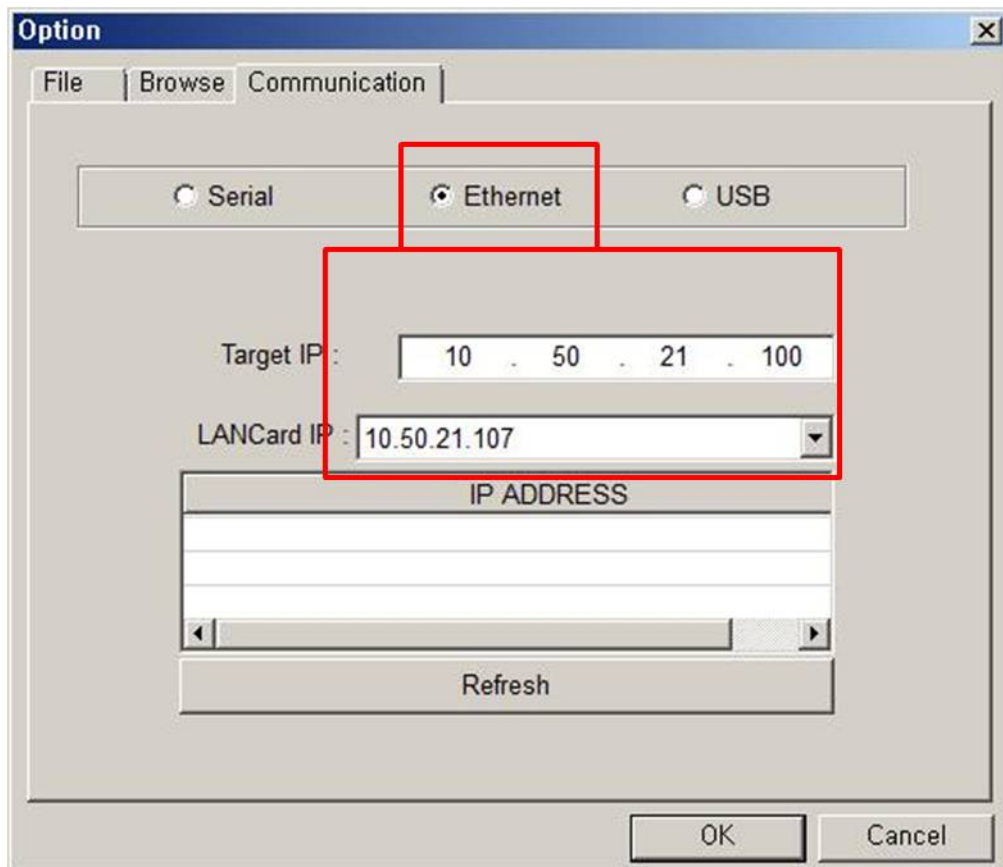 Option
File Browse Communication
Serial Ethernet USB
Target IP : 10 . 50 . 21 . 100
LANCard IP : 10.50.21.107
IP ADDRESS
Refresh
OK Cancel